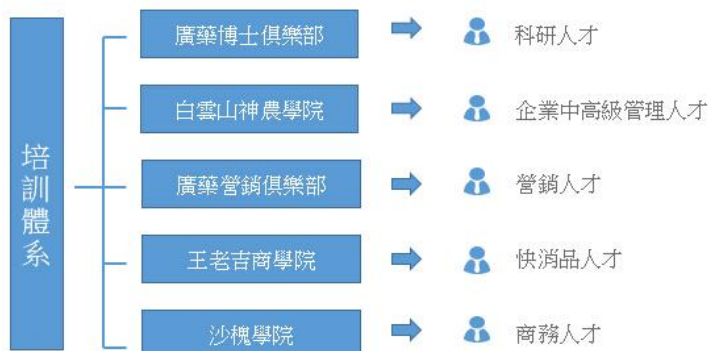 培訓體系
廣藥博士俱樂部
科研人才
白雲山神農學院
企業中高級管理人才
廣藥營銷俱樂部
營銷人才
王老吉商學院
快消品人才
沙槐學院
商務人才